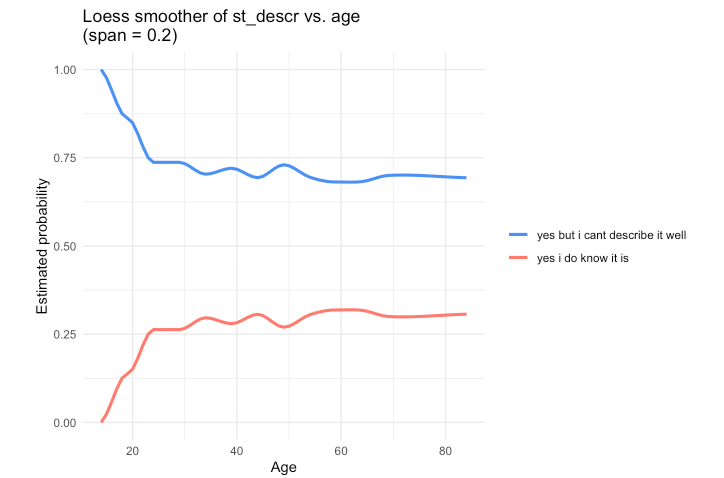 Loess smoother of st_descr vs. age
(span = 0.2)
1.00
0.75
0.50
0.25
0.00
Estimated probability
20 40 60 80
Age
yes but i cant describe it well
yes i do know it is